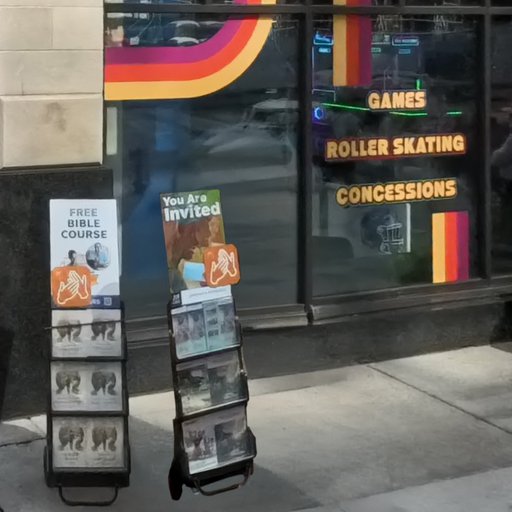 GAMES
ROLLER SKATING
CONCESSIONS
FREE
BIBLE
COURSE
You Are
Invited